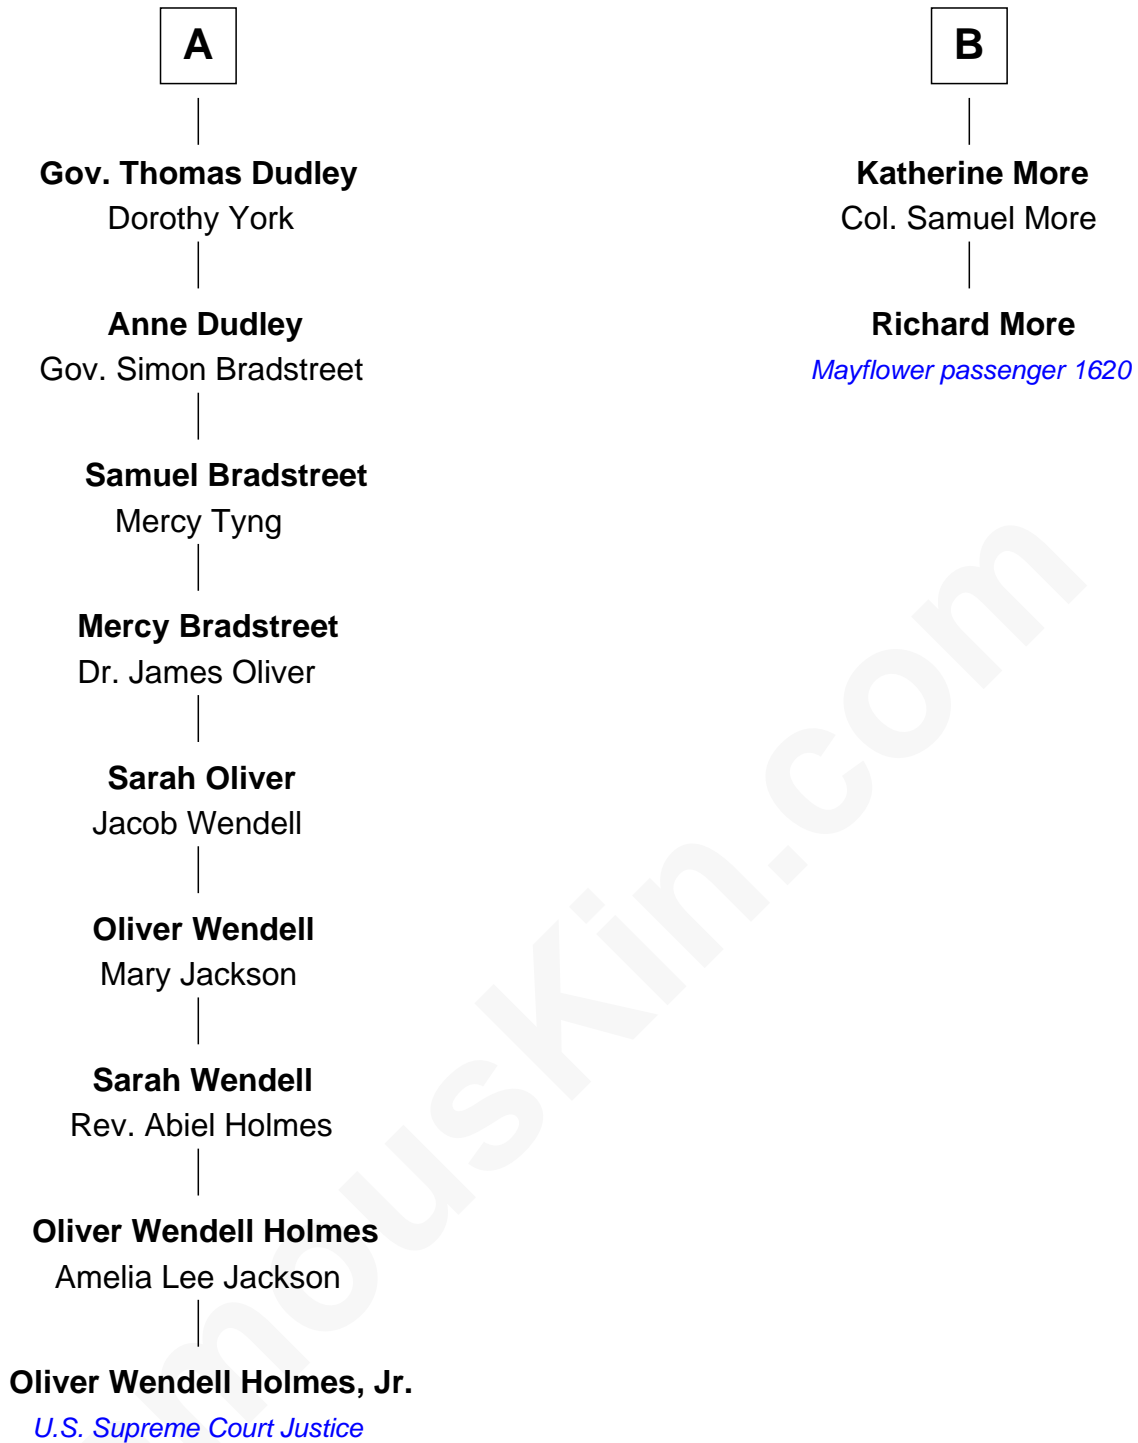 A
Gov. Thomas Dudley
Dorothy York
Anne Dudley
Gov. Simon Bradstreet
Samuel Bradstreet
Mercy Tyng
Mercy Bradstreet
Dr. James Oliver
Sarah Oliver
Jacob Wendell
Oliver Wendell
Mary Jackson
Sarah Wendell
Rev. Abiel Holmes
Oliver Wendell Holmes
Amelia Lee Jackson
Oliver Wendell Holmes, Jr.
U.S. Supreme Court Justice
B
Katherine More
Col. Samuel More
Richard More
Mayflower passenger 1620
mouskin.com